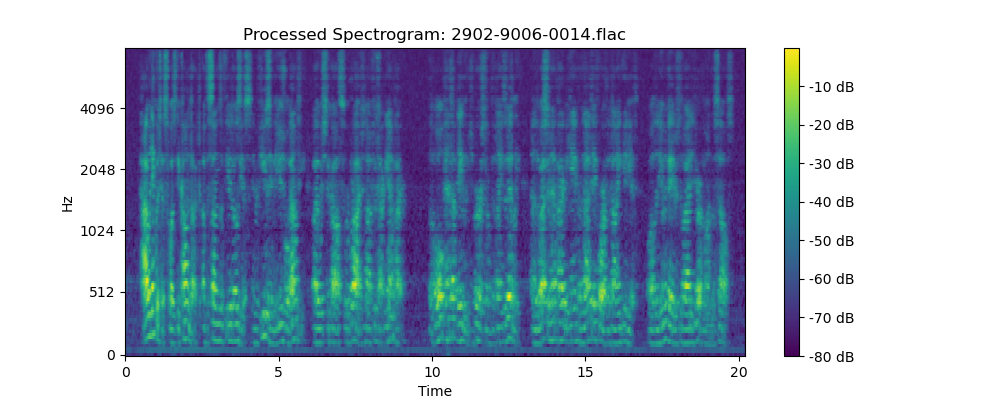 Processed Spectrogram: 2902-9006-0014.flac
Hz
4096
2048
1024
512
0
0 5 10 15 20
Time
-10 dB
-20 dB
-30 dB
-40 dB
-50 dB
-60 dB
-70 dB
-80 dB